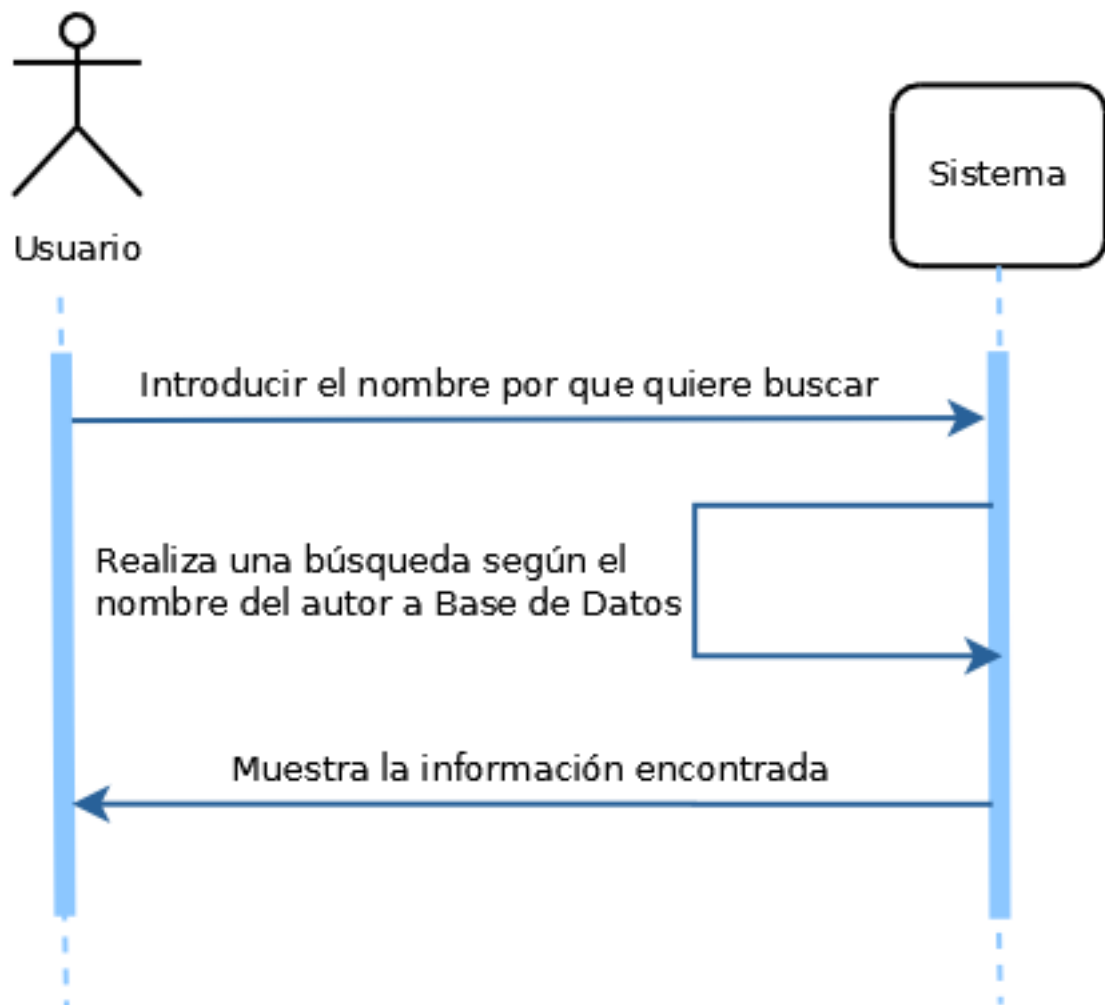 Usuario
Sistema
Introducir el nombre por que quiere buscar
Realiza una búsqueda según el
nombre del autor a Base de Datos
Muestra la información encontrada